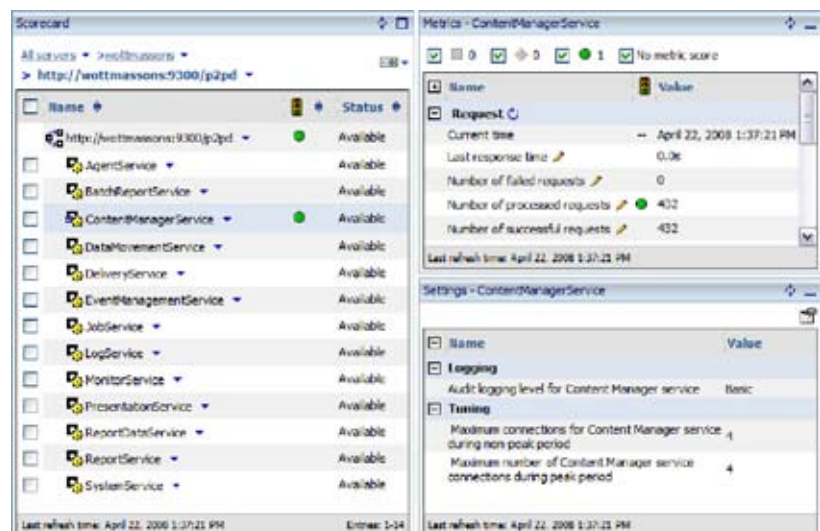 Scorecard
All servers > wottmassons
> http://wottmassons:9300/p2pd
Name Status
http://wottmassons:9300/p2pd Available
AgentService Available
BatchReportService Available
ContentManagerService Available
DataMovementService Available
DeliveryService Available
EventManagementService Available
JobService Available
LogService Available
MonitorService Available
PresentationService Available
ReportDataService Available
ReportService Available
SystemService Available
Last refresh time: April 22, 2008 1:37:21 PM Entries: 1-14
Metrics - ContentManagerService
0 0 1 No metric score
Name Value
Request
Current time -- April 22, 2008 1:37:21 PM
Last response time 0.0s
Number of failed requests 0
Number of processed requests 432
Number of successful requests 432
Last refresh time: April 22, 2008 1:37:21 PM
Settings - ContentManagerService
Name Value
Logging
Audit logging level for Content Manager service Basic
Tuning
Maximum connections for Content Manager service
during non peak period 4
Maximum number of Content Manager service
connections during peak period 4
Last refresh time: April 22, 2008 1:37:21 PM